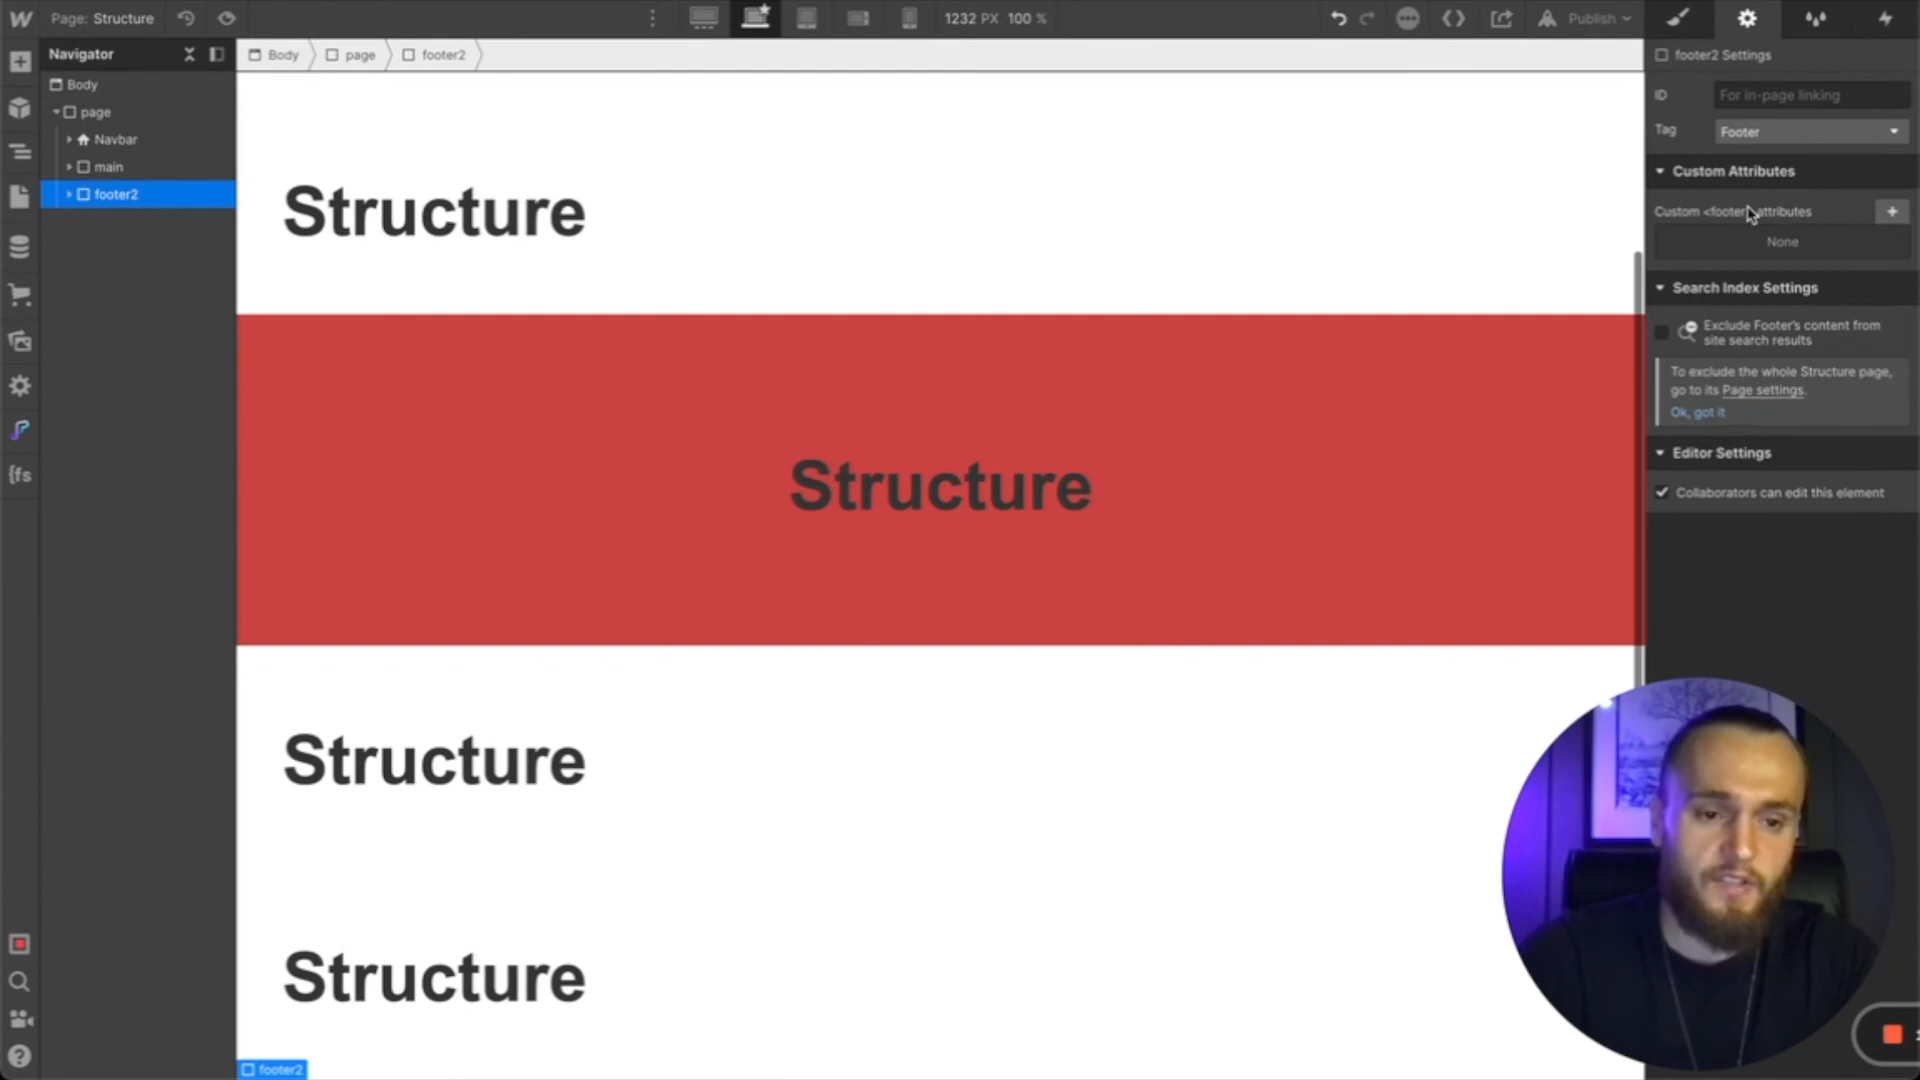 Page: Structure
1232 PX 100 %
Publish
Navigator
Body
page
footer2
footer2 Settings
Body
page
Navbar
main
footer2
ID
For in-page linking
Tag
Footer
Custom Attributes
Custom <footer> attributes
None
Search Index Settings
Exclude Footer's content from
site search results
To exclude the whole Structure page,
go to its Page settings.
Ok, got it
Editor Settings
Collaborators can edit this element
Structure
Structure
Structure
Structure
{fs
footer2